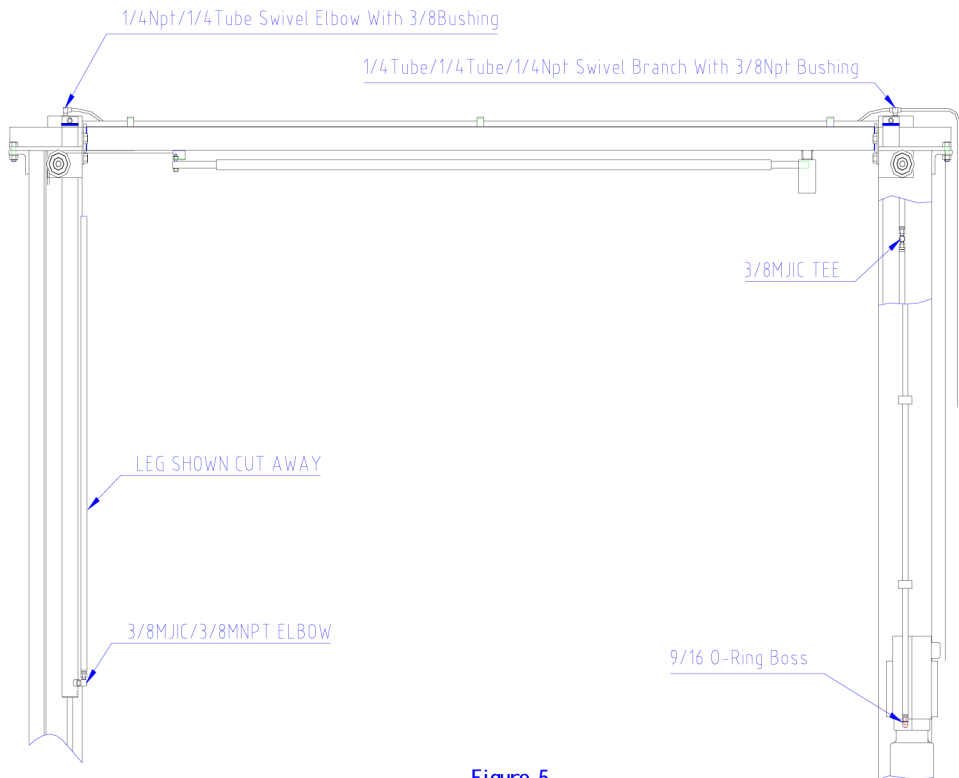 1/4Npt/1/4Tube Swivel Elbow With 3/8Bushing
1/4Tube/1/4Tube/1/4Npt Swivel Branch With 3/8Npt Bushing
3/8MJIC TEE
LEG SHOWN CUT AWAY
3/8MJIC/3/8MNPT ELBOW
9/16 O-Ring Boss
Figure 5